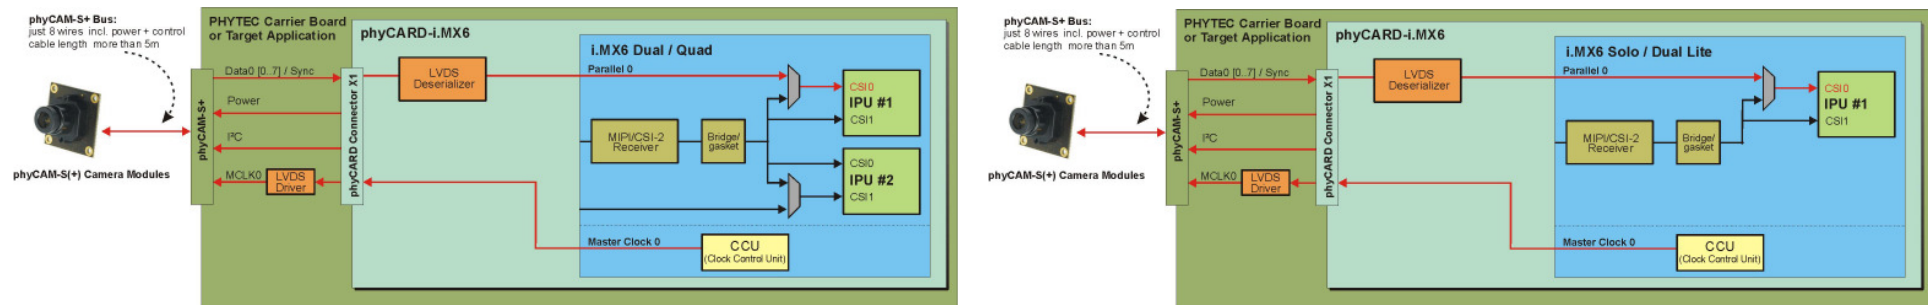 phyCAM-S+ Bus:
just 8 wires incl. power + control
cable length more than 5m
phyCAM-S(+) Camera Modules
PHYTEC Carrier Board
or Target Application
phyCAM-S+
Data0 [0..7] / Sync
Power
I²C
MCLK0
LVDS
Driver
phyCARD Connector X1
phyCARD-i.MX6
LVDS
Deserializer
i.MX6 Dual / Quad
Parallel 0
MIPI/CSI-2
Receiver
Bridge/
gasket
CSI0
IPU #1
CSI1
CSI0
IPU #2
CSI1
Master Clock 0
CCU
(Clock Control Unit)
phyCAM-S+ Bus:
just 8 wires incl. power + control
cable length more than 5m
phyCAM-S(+) Camera Modules
PHYTEC Carrier Board
or Target Application
phyCAM-S+
Data0 [0..7] / Sync
Power
I²C
MCLK0
LVDS
Driver
phyCARD Connector X1
phyCARD-i.MX6
LVDS
Deserializer
i.MX6 Solo / Dual Lite
Parallel 0
MIPI/CSI-2
Receiver
Bridge/
gasket
CSI0
IPU #1
CSI1
Master Clock 0
CCU
(Clock Control Unit)